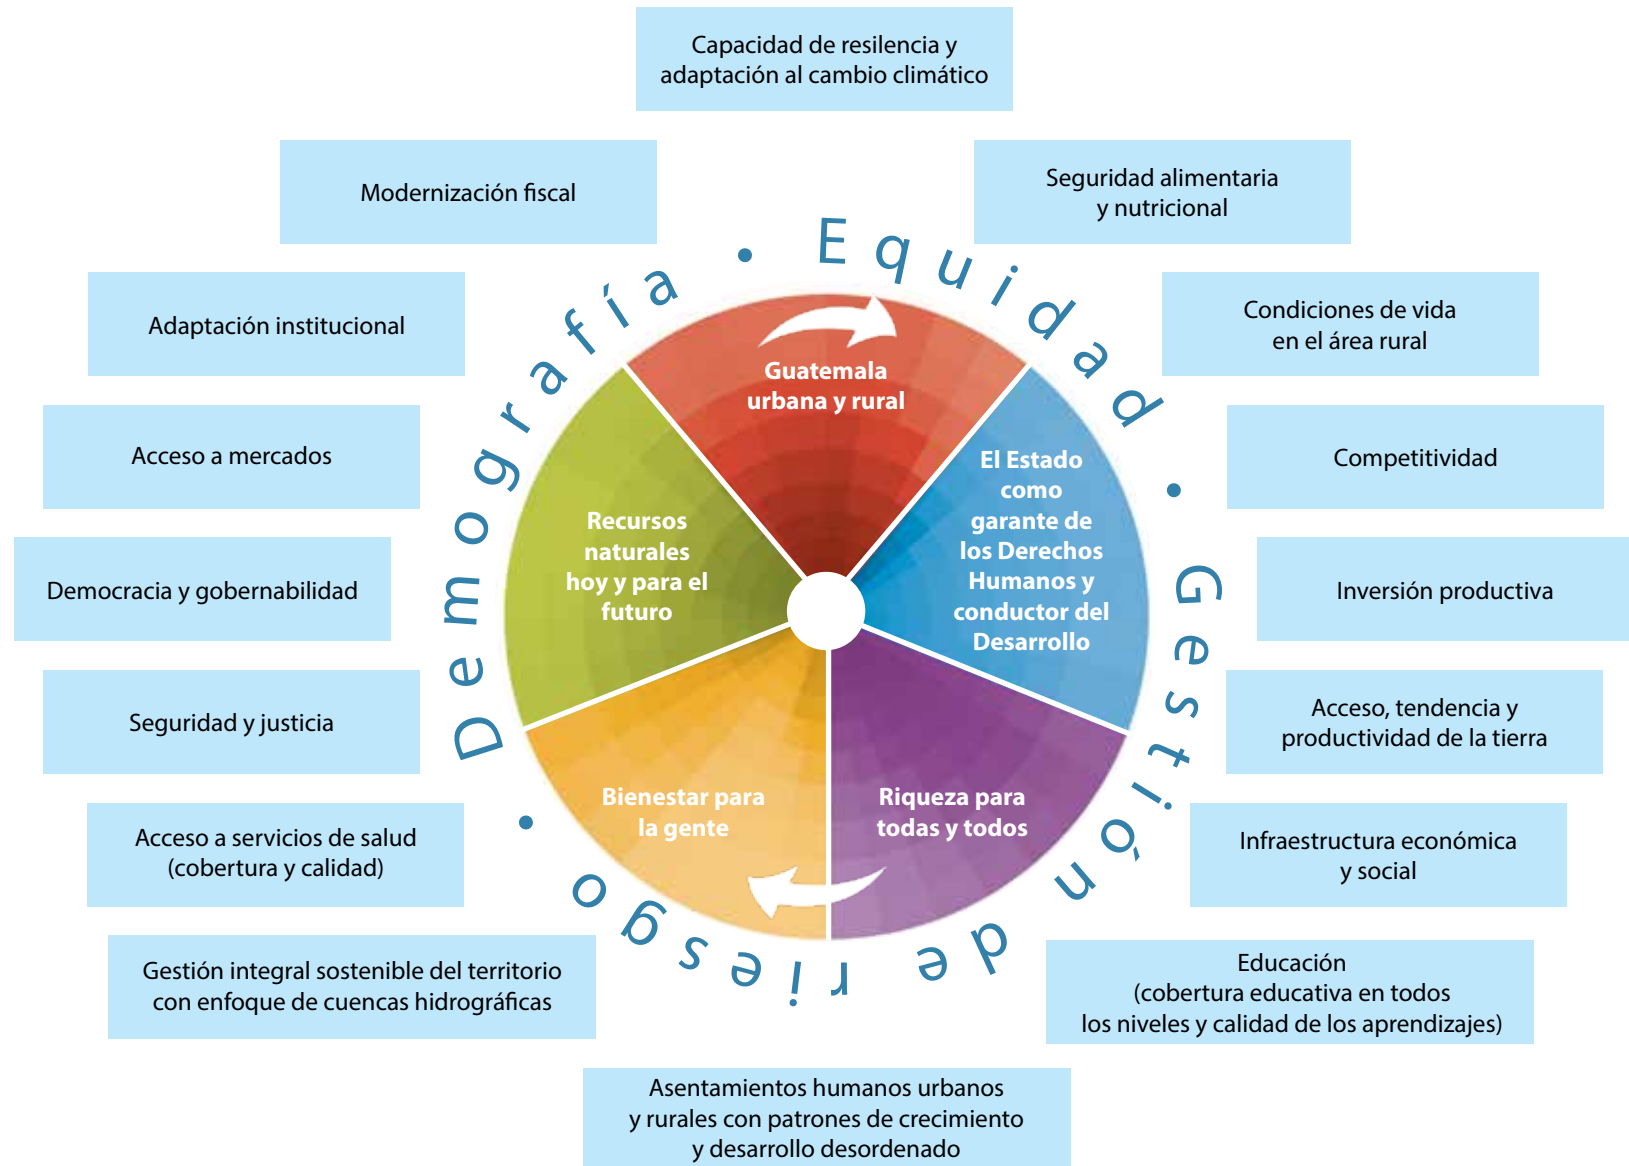 Capacidad de resilencia y
adaptación al cambio climático
Modernización fiscal
Seguridad alimentaria
y nutricional
Adaptación institucional
Condiciones de vida
en el área rural
Acceso a mercados
Competitividad
Democracia y gobernabilidad
Inversión productiva
Seguridad y justicia
Acceso, tendencia y
productividad de la tierra
Acceso a servicios de salud
(cobertura y calidad)
Infraestructura económica
y social
Gestión integral sostenible del territorio
con enfoque de cuencas hidrográficas
Educación
(cobertura educativa en todos
los niveles y calidad de los aprendizajes)
Asentamientos humanos urbanos
y rurales con patrones de crecimiento
y desarrollo desordenado
Demografía • Equidad • Gestión de riesgo •
Guatemala
urbana y rural
El Estado
como
garante de
los Derechos
Humanos y
conductor del
Desarrollo
Riqueza para
todas y todos
Bienestar para
la gente
Recursos
naturales
hoy y para el
futuro